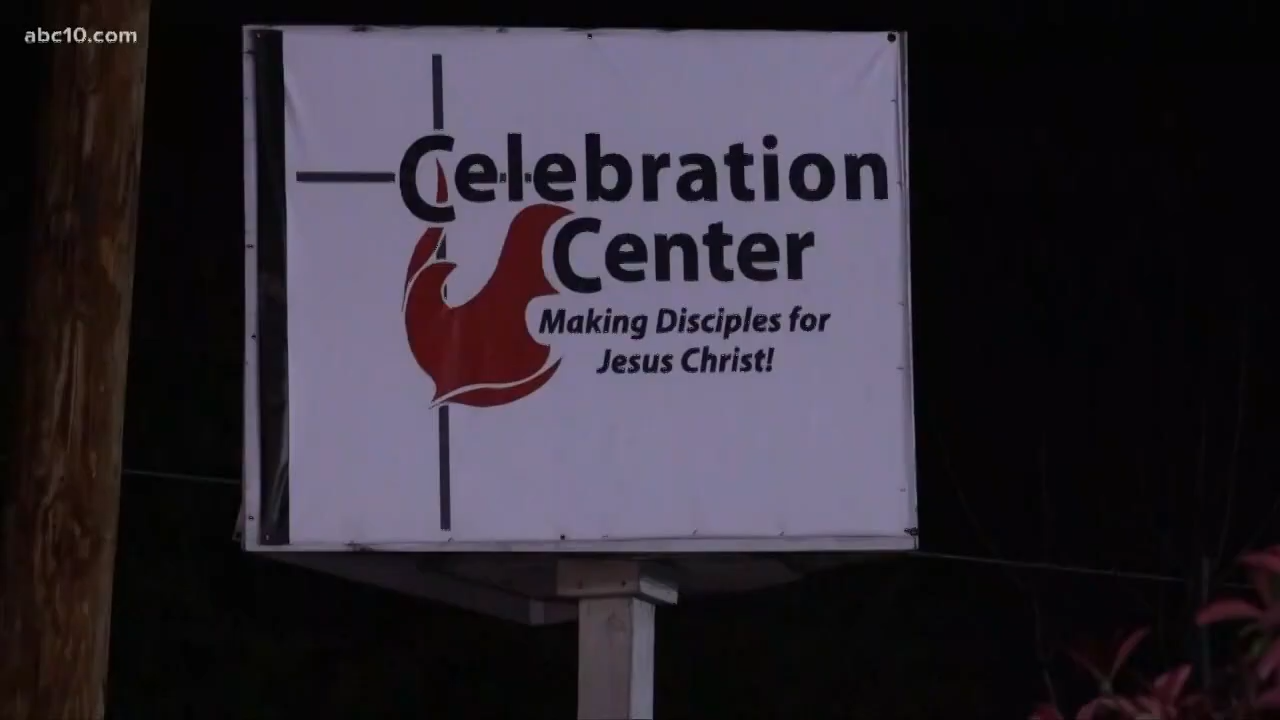 abc10.com
Celebration
Center
Making Disciples for
Jesus Christ!